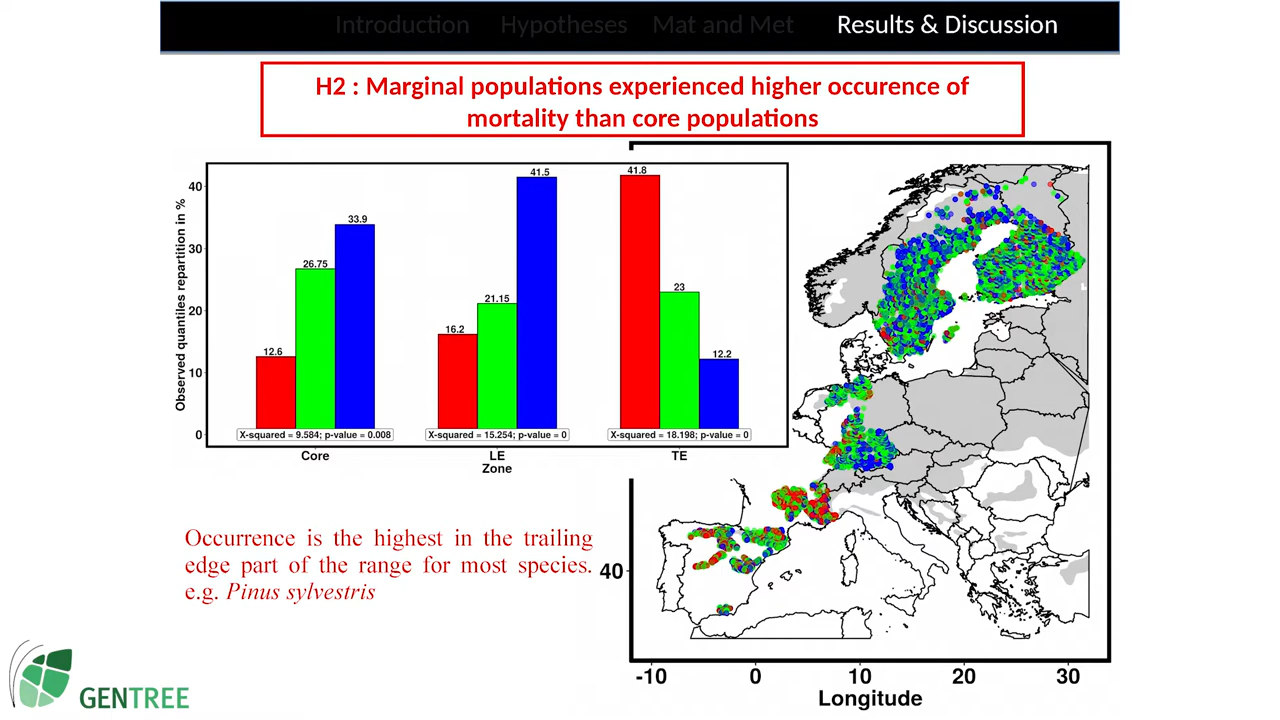 Introduction Hypotheses Mat and Met Results & Discussion
H2 : Marginal populations experienced higher occurence of
mortality than core populations
Observed quantiles repartition in %
40
30
20
10
0
12.6
26.75
33.9
16.2
21.15
41.5
41.8
23
12.2
X-squared = 9.584; p-value = 0.008
X-squared = 15.254; p-value = 0
X-squared = 18.198; p-value = 0
Core
LE
TE
Zone
Occurrence is the highest in the trailing
edge part of the range for most species.
e.g. Pinus sylvestris
40
-10
0
10
20
30
Longitude
GENTREE